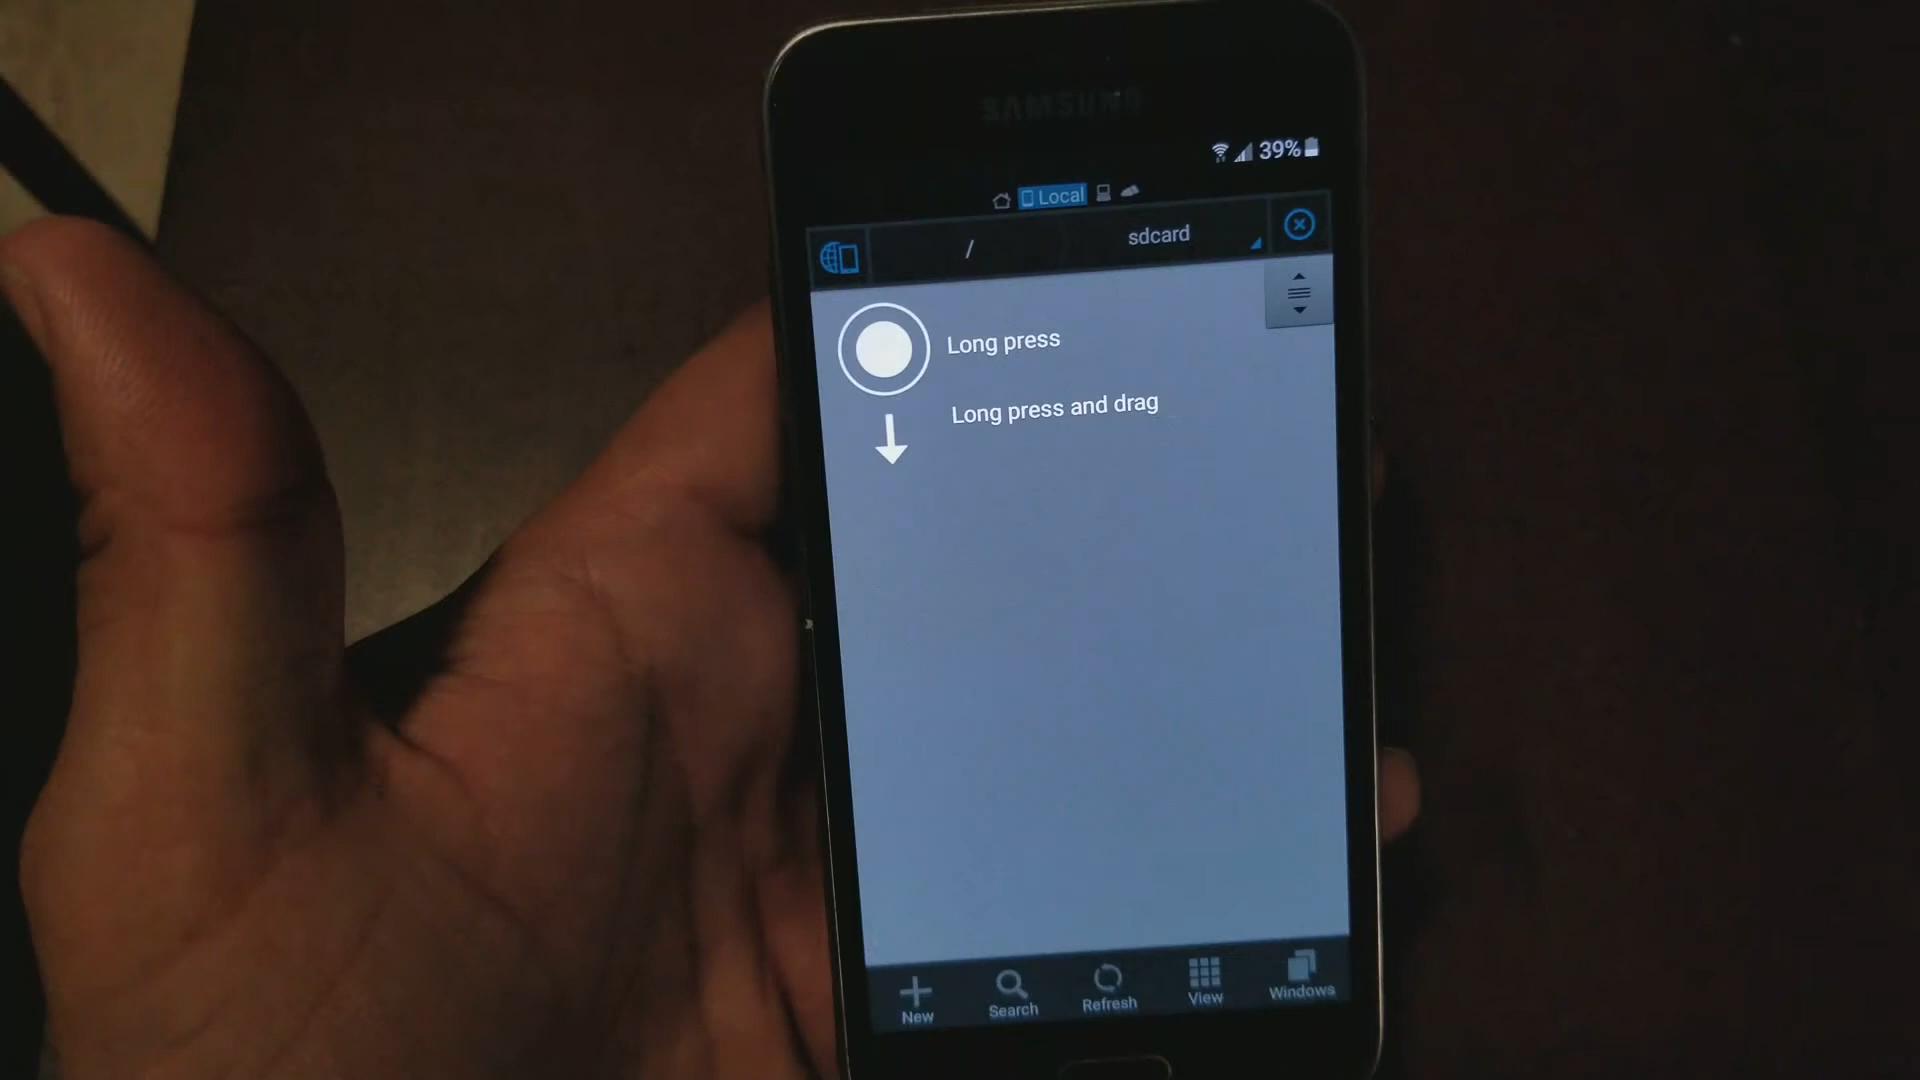 SAMSUNG
39%
Local
/ sdcard
Long press
Long press and drag
New Search Refresh View Windows